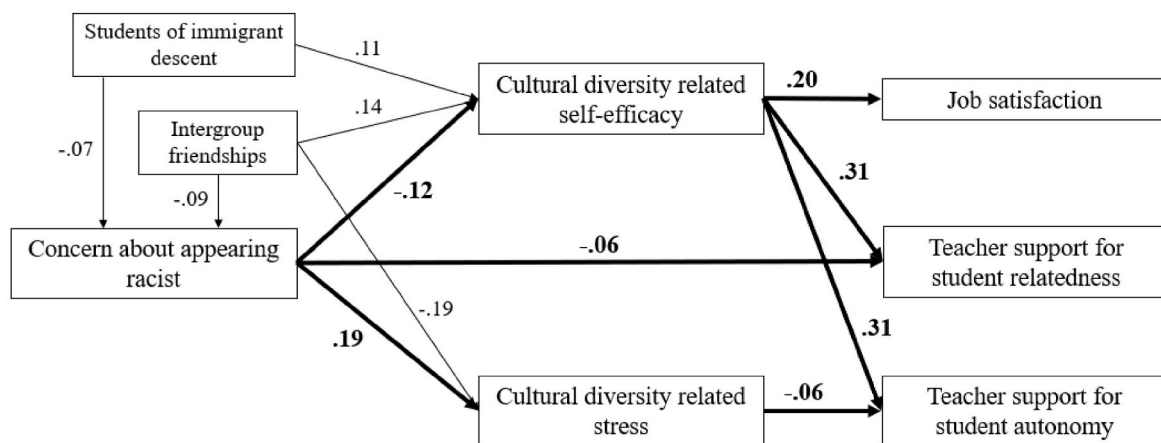 Students of immigrant
descent
.11
Cultural diversity related
self-efficacy
.20
Job satisfaction
.14
Intergroup
friendships
-.07
-.09
-.12
.31
Concern about appearing
racist
-.06
Teacher support for
student relatedness
-.19
.19
.31
Cultural diversity related
stress
-.06
Teacher support for
student autonomy